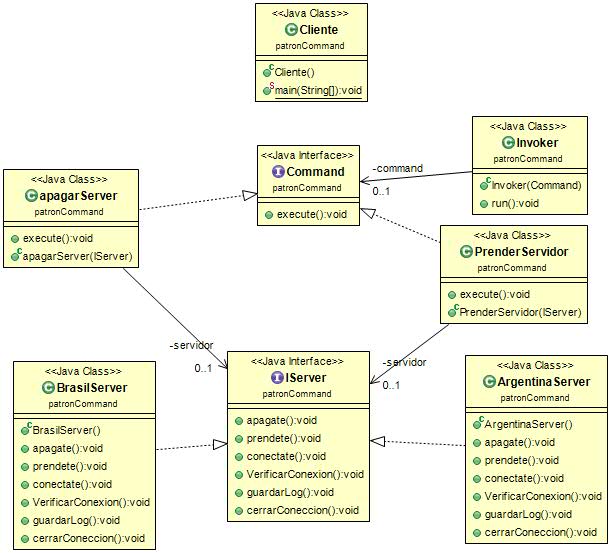 <<Java Class>>
Cliente
patronCommand
Cliente()
main(String[]):void
<<Java Interface>>
Command
patronCommand
execute():void
-command
0..1
<<Java Class>>
Invoker
patronCommand
Invoker(Command)
run():void
<<Java Class>>
apagarServer
patronCommand
execute():void
apagarServer(IServer)
<<Java Class>>
PrenderServidor
patronCommand
execute():void
PrenderServidor(IServer)
-servidor
0..1
-servidor
0..1
<<Java Class>>
BrasilServer
patronCommand
BrasilServer()
apagate():void
prendete():void
conectate():void
VerificarConexion():void
guardarLog():void
cerrarConeccion():void
<<Java Interface>>
IServer
patronCommand
apagate():void
prendete():void
conectate():void
VerificarConexion():void
guardarLog():void
cerrarConeccion():void
<<Java Class>>
ArgentinaServer
patronCommand
ArgentinaServer()
apagate():void
prendete():void
conectate():void
VerificarConexion():void
guardarLog():void
cerrarConeccion():void